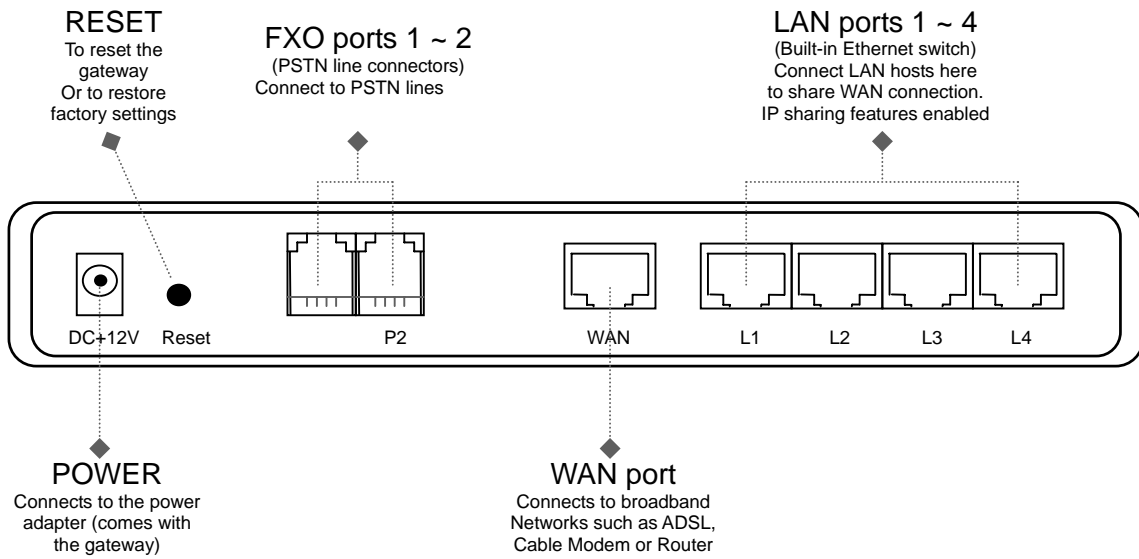 RESET
To reset the
gateway
Or to restore
factory settings
FXO ports 1 ~ 2
(PSTN line connectors)
Connect to PSTN lines
LAN ports 1 ~ 4
(Built-in Ethernet switch)
Connect LAN hosts here
to share WAN connection.
IP sharing features enabled
DC+12V Reset P2 WAN L1 L2 L3 L4
POWER
Connects to the power
adapter (comes with
the gateway)
WAN port
Connects to broadband
Networks such as ADSL,
Cable Modem or Router